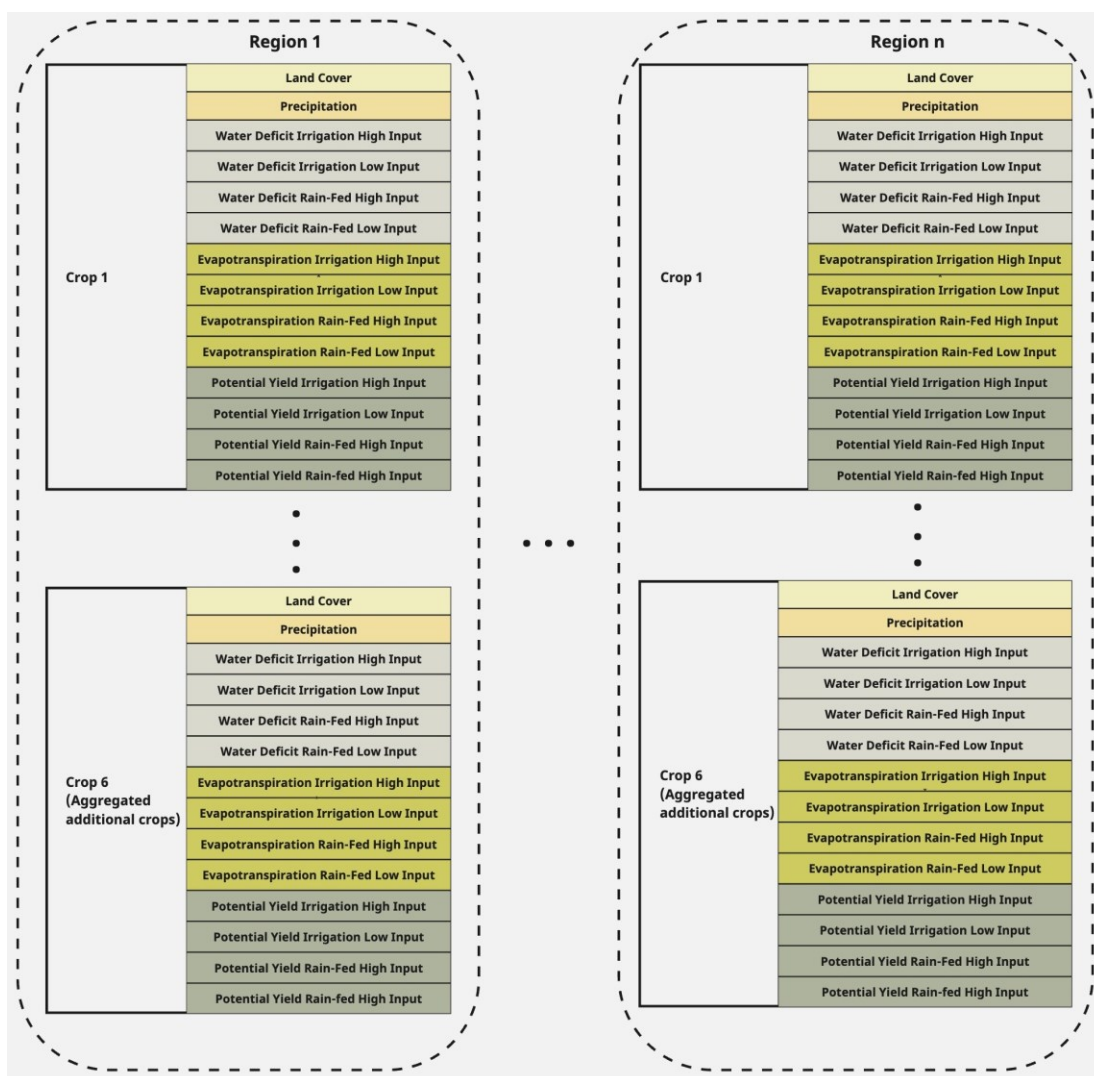 Region 1
Land Cover
Precipitation
Water Deficit Irrigation High Input
Water Deficit Irrigation Low Input
Water Deficit Rain-Fed High Input
Water Deficit Rain-Fed Low Input
Evapotranspiration Irrigation High Input
Crop 1
Evapotranspiration Irrigation Low Input
Evapotranspiration Rain-Fed High Input
Evapotranspiration Rain-Fed Low Input
Potential Yield Irrigation High Input
Potential Yield Irrigation Low Input
Potential Yield Rain-Fed High Input
Potential Yield Rain-fed High Input
Land Cover
Precipitation
Water Deficit Irrigation High Input
Water Deficit Irrigation Low Input
Water Deficit Rain-Fed High Input
Water Deficit Rain-Fed Low Input
Crop 6
(Aggregated
additional crops)
Evapotranspiration Irrigation High Input
Evapotranspiration Irrigation Low Input
Evapotranspiration Rain-Fed High Input
Evapotranspiration Rain-Fed Low Input
Potential Yield Irrigation High Input
Potential Yield Irrigation Low Input
Potential Yield Rain-Fed High Input
Potential Yield Rain-fed High Input
Region n
Land Cover
Precipitation
Water Deficit Irrigation High Input
Water Deficit Irrigation Low Input
Water Deficit Rain-Fed High Input
Water Deficit Rain-Fed Low Input
Evapotranspiration Irrigation High Input
Crop 1
Evapotranspiration Irrigation Low Input
Evapotranspiration Rain-Fed High Input
Evapotranspiration Rain-Fed Low Input
Potential Yield Irrigation High Input
Potential Yield Irrigation Low Input
Potential Yield Rain-Fed High Input
Potential Yield Rain-fed High Input
Land Cover
Precipitation
Water Deficit Irrigation High Input
Water Deficit Irrigation Low Input
Water Deficit Rain-Fed High Input
Water Deficit Rain-Fed Low Input
Crop 6
(Aggregated
additional crops)
Evapotranspiration Irrigation High Input
Evapotranspiration Irrigation Low Input
Evapotranspiration Rain-Fed High Input
Evapotranspiration Rain-Fed Low Input
Potential Yield Irrigation High Input
Potential Yield Irrigation Low Input
Potential Yield Rain-Fed High Input
Potential Yield Rain-fed High Input